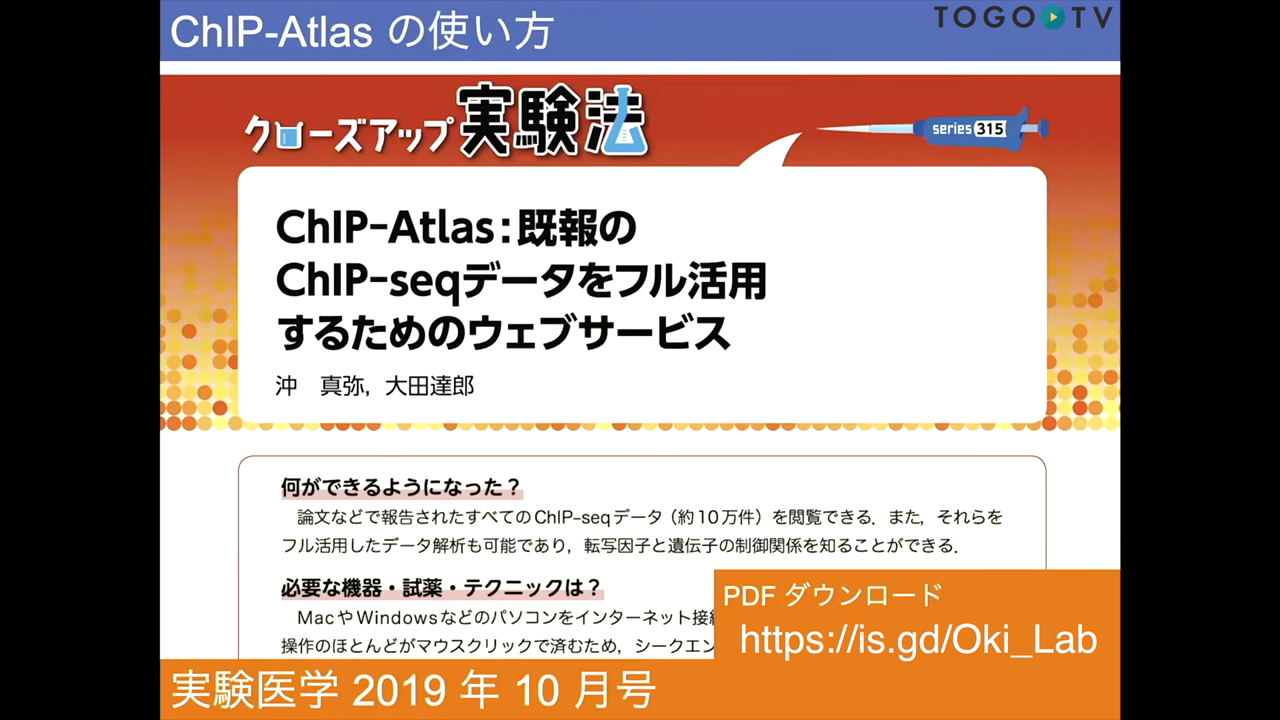 ChIP-Atlas の使い方
TOGO TV
クローズアップ実験法
series 315
ChIP-Atlas:既報の
ChIP-seqデータをフル活用
するためのウェブサービス
沖 真弥,大田達郎
何ができるようになった?
論文などで報告されたすべてのChIP-seqデータ(約10万件)を閲覧できる.また,それらを
フル活用したデータ解析も可能であり,転写因子と遺伝子の制御関係を知ることができる.
必要な機器・試薬・テクニックは?
MacやWindowsなどのパソコンをインターネット接続
操作のほとんどがマウスクリックで済むため,シークエン
PDF ダウンロード
https://is.gd/Oki_Lab
実験医学 2019 年 10 月号